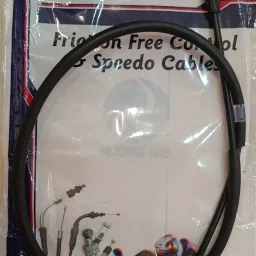 Friction Free Control
& Speedo Cables